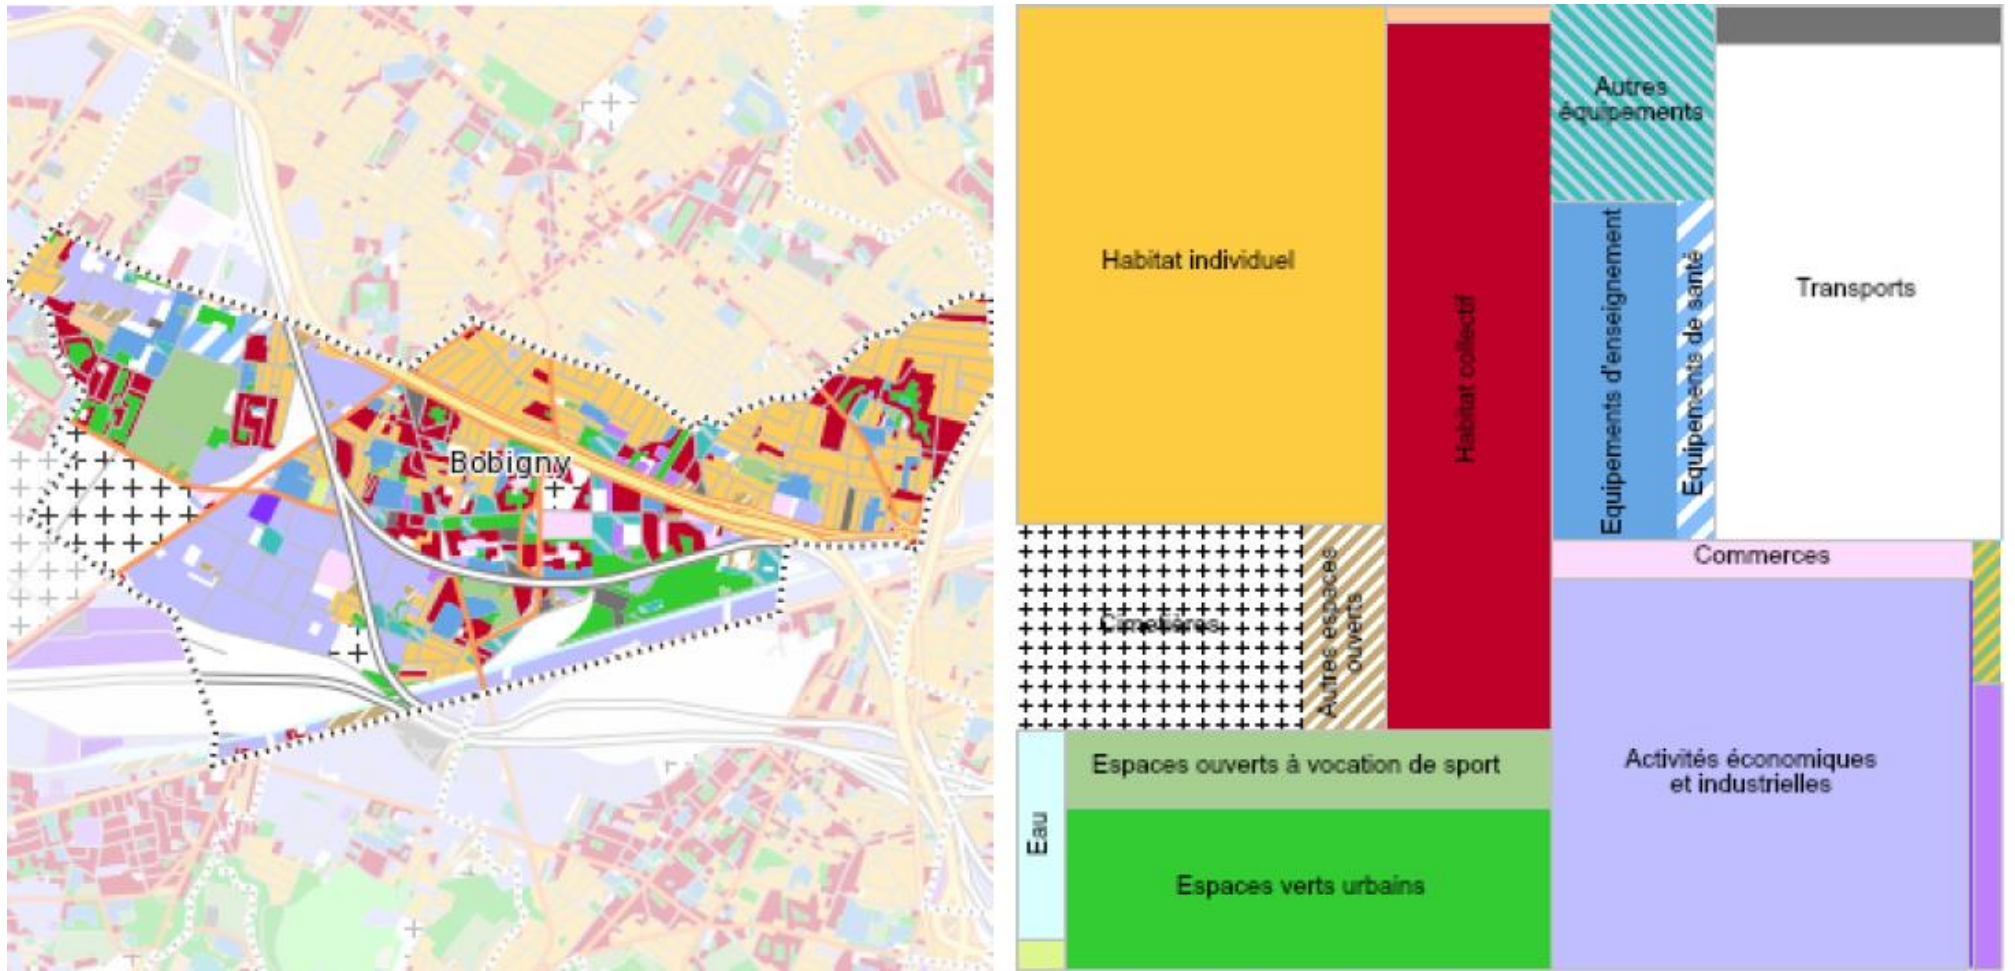 Bobigny
Habitat individuel
Habitat collectif
Autres
équipements
Equipements d'enseignement
Equipements de santé
Transports
Cimetières
Autres espaces
ouverts
Commerces
Espaces ouverts à vocation de sport
Eau
Espaces verts urbains
Activités économiques
et industrielles